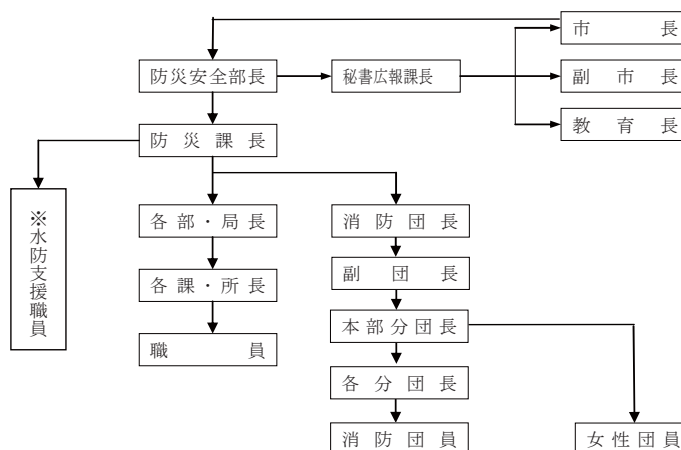 市長
防災安全部長
秘書広報課長
副市長
防災課長
教育長
※水防支援職員
各部・局長
消防団長
各課・所長
副団長
職員
本部分団長
各分団長
消防団員
女性団員